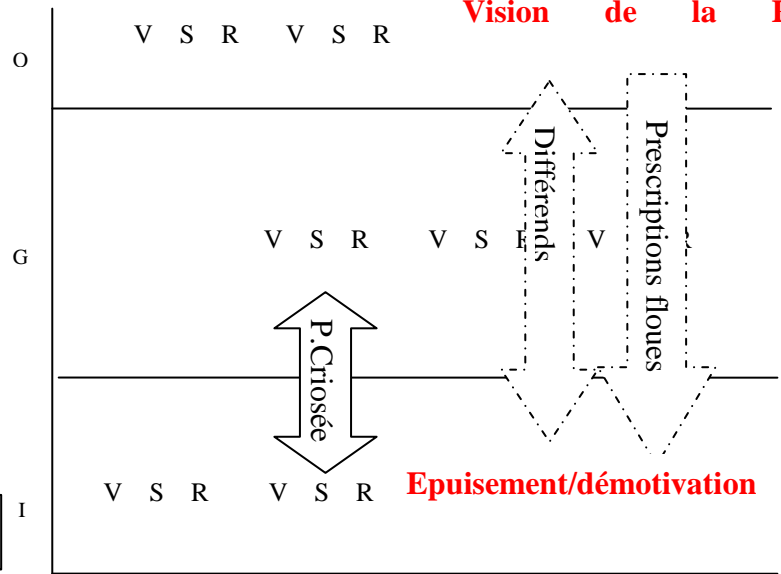 Vision de la
V S R V S R
O
Différends
Prescriptions floues
V S R V S V
G
P.Criosée
Epuisement/démotivation
V S R V S R
I